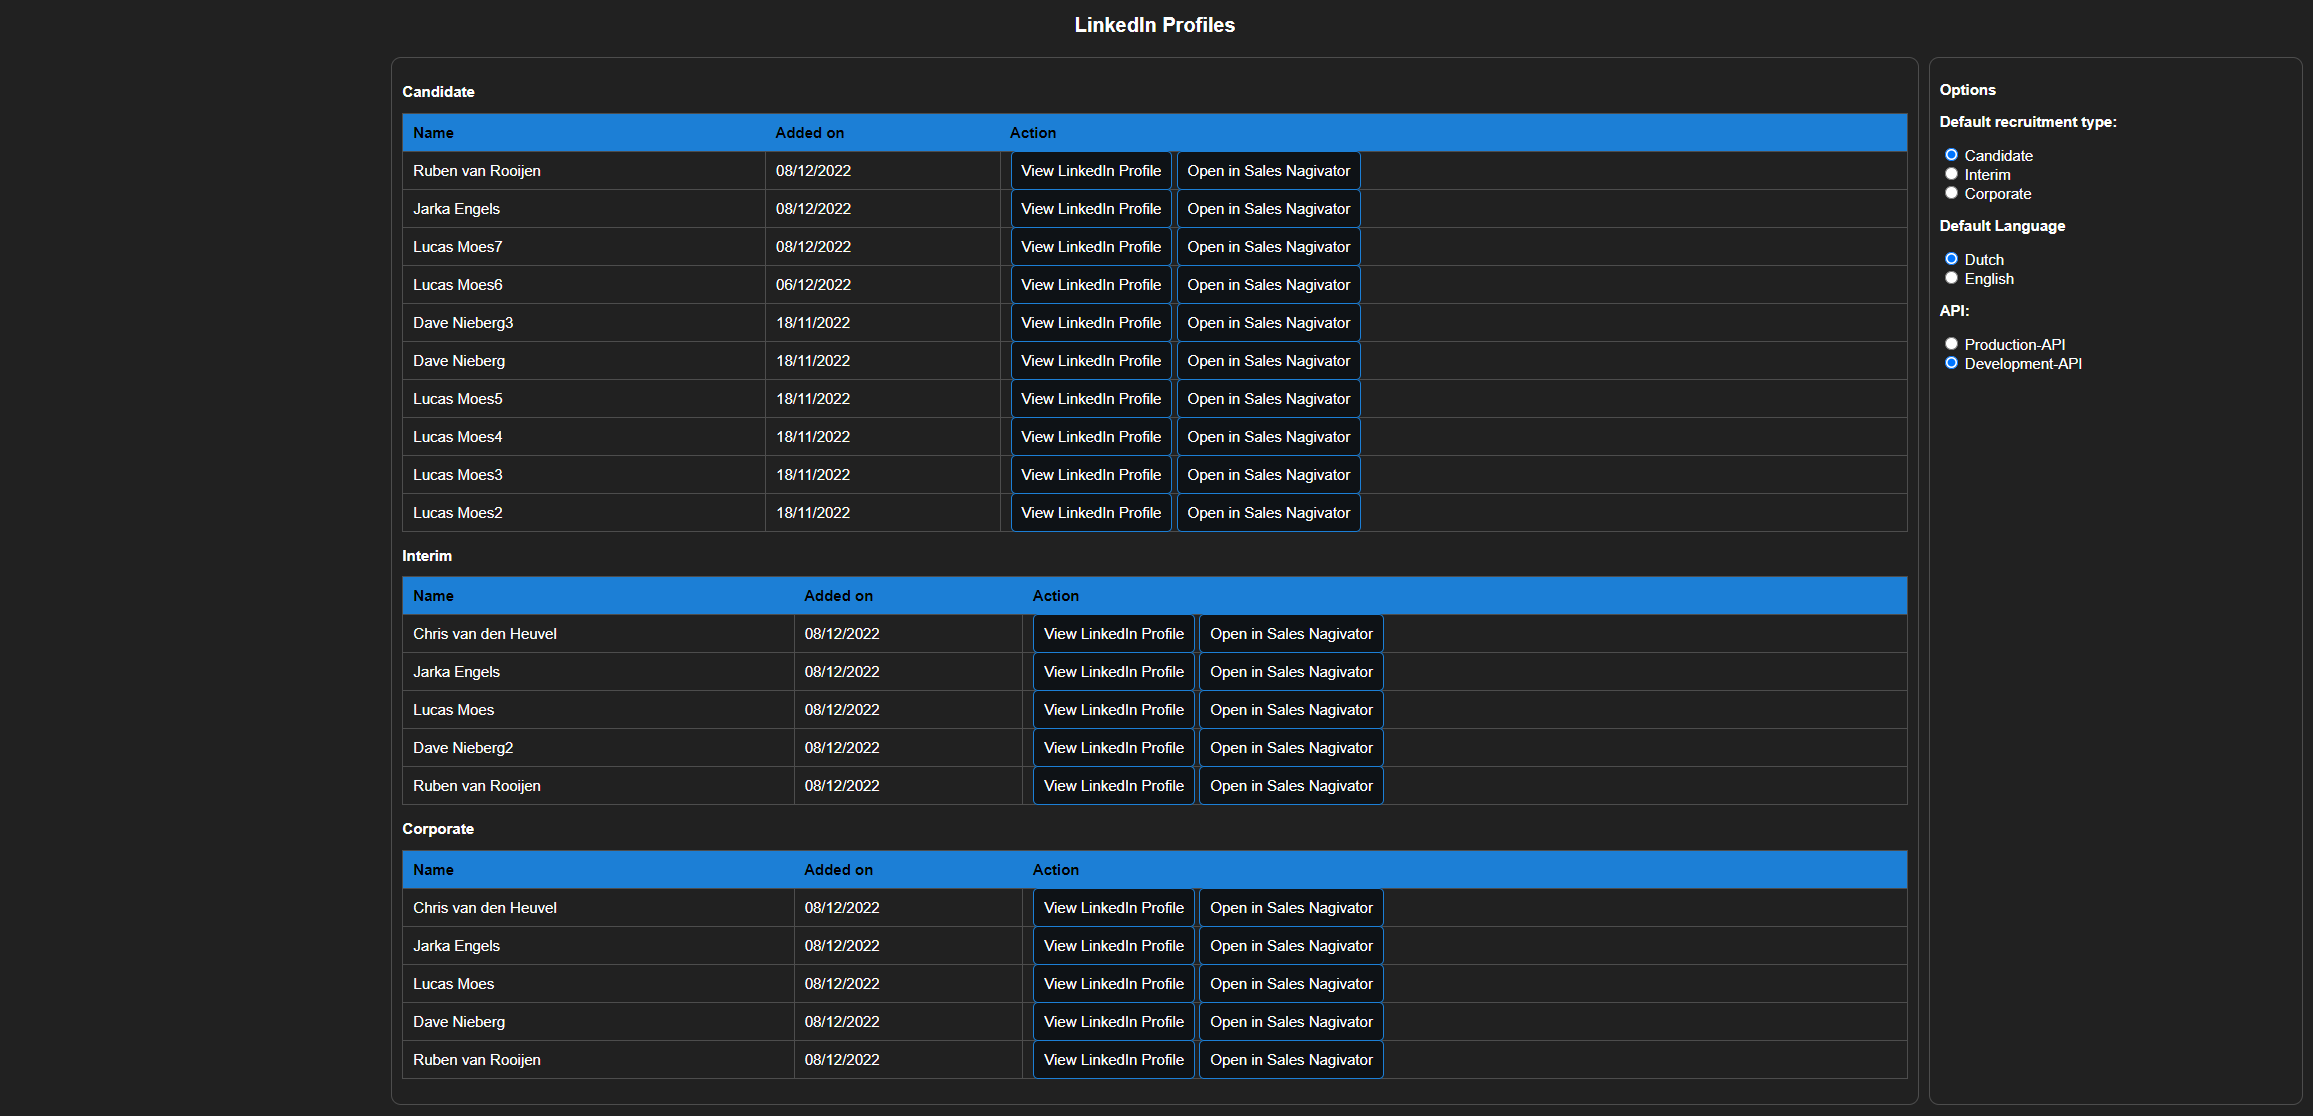 LinkedIn Profiles
Candidate
Name Added on Action
Ruben van Rooijen 08/12/2022 View LinkedIn Profile Open in Sales Nagivator
Jarka Engels 08/12/2022 View LinkedIn Profile Open in Sales Nagivator
Lucas Moes7 08/12/2022 View LinkedIn Profile Open in Sales Nagivator
Lucas Moes6 06/12/2022 View LinkedIn Profile Open in Sales Nagivator
Dave Nieberg3 18/11/2022 View LinkedIn Profile Open in Sales Nagivator
Dave Nieberg 18/11/2022 View LinkedIn Profile Open in Sales Nagivator
Lucas Moes5 18/11/2022 View LinkedIn Profile Open in Sales Nagivator
Lucas Moes4 18/11/2022 View LinkedIn Profile Open in Sales Nagivator
Lucas Moes3 18/11/2022 View LinkedIn Profile Open in Sales Nagivator
Lucas Moes2 18/11/2022 View LinkedIn Profile Open in Sales Nagivator
Interim
Name Added on Action
Chris van den Heuvel 08/12/2022 View LinkedIn Profile Open in Sales Nagivator
Jarka Engels 08/12/2022 View LinkedIn Profile Open in Sales Nagivator
Lucas Moes 08/12/2022 View LinkedIn Profile Open in Sales Nagivator
Dave Nieberg2 08/12/2022 View LinkedIn Profile Open in Sales Nagivator
Ruben van Rooijen 08/12/2022 View LinkedIn Profile Open in Sales Nagivator
Corporate
Name Added on Action
Chris van den Heuvel 08/12/2022 View LinkedIn Profile Open in Sales Nagivator
Jarka Engels 08/12/2022 View LinkedIn Profile Open in Sales Nagivator
Lucas Moes 08/12/2022 View LinkedIn Profile Open in Sales Nagivator
Dave Nieberg 08/12/2022 View LinkedIn Profile Open in Sales Nagivator
Ruben van Rooijen 08/12/2022 View LinkedIn Profile Open in Sales Nagivator
Options
Default recruitment type:
Candidate
Interim
Corporate
Default Language
Dutch
English
API:
Production-API
Development-API